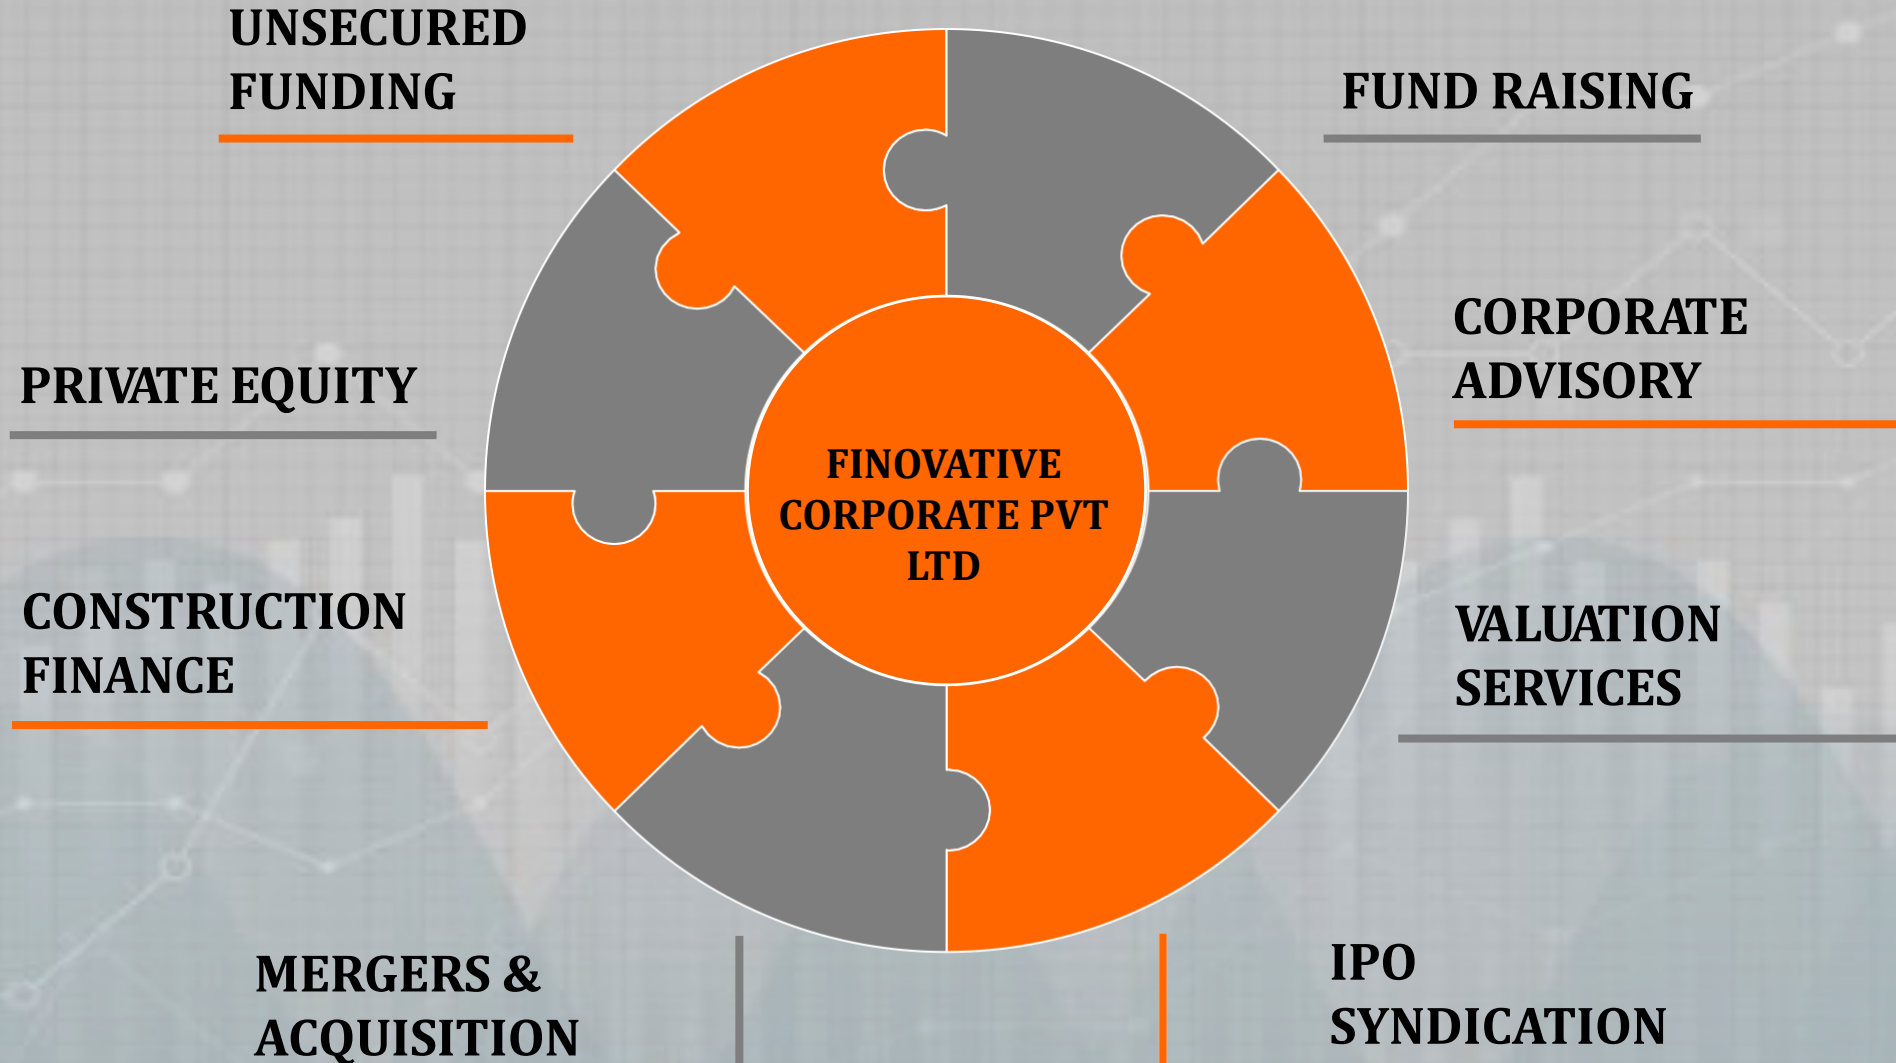 UNSECURED
FUNDING
FUND RAISING
CORPORATE
ADVISORY
PRIVATE EQUITY
FINOVATIVE
CORPORATE PVT
LTD
CONSTRUCTION
FINANCE
VALUATION
SERVICES
MERGERS &
ACQUISITION
IPO
SYNDICATION